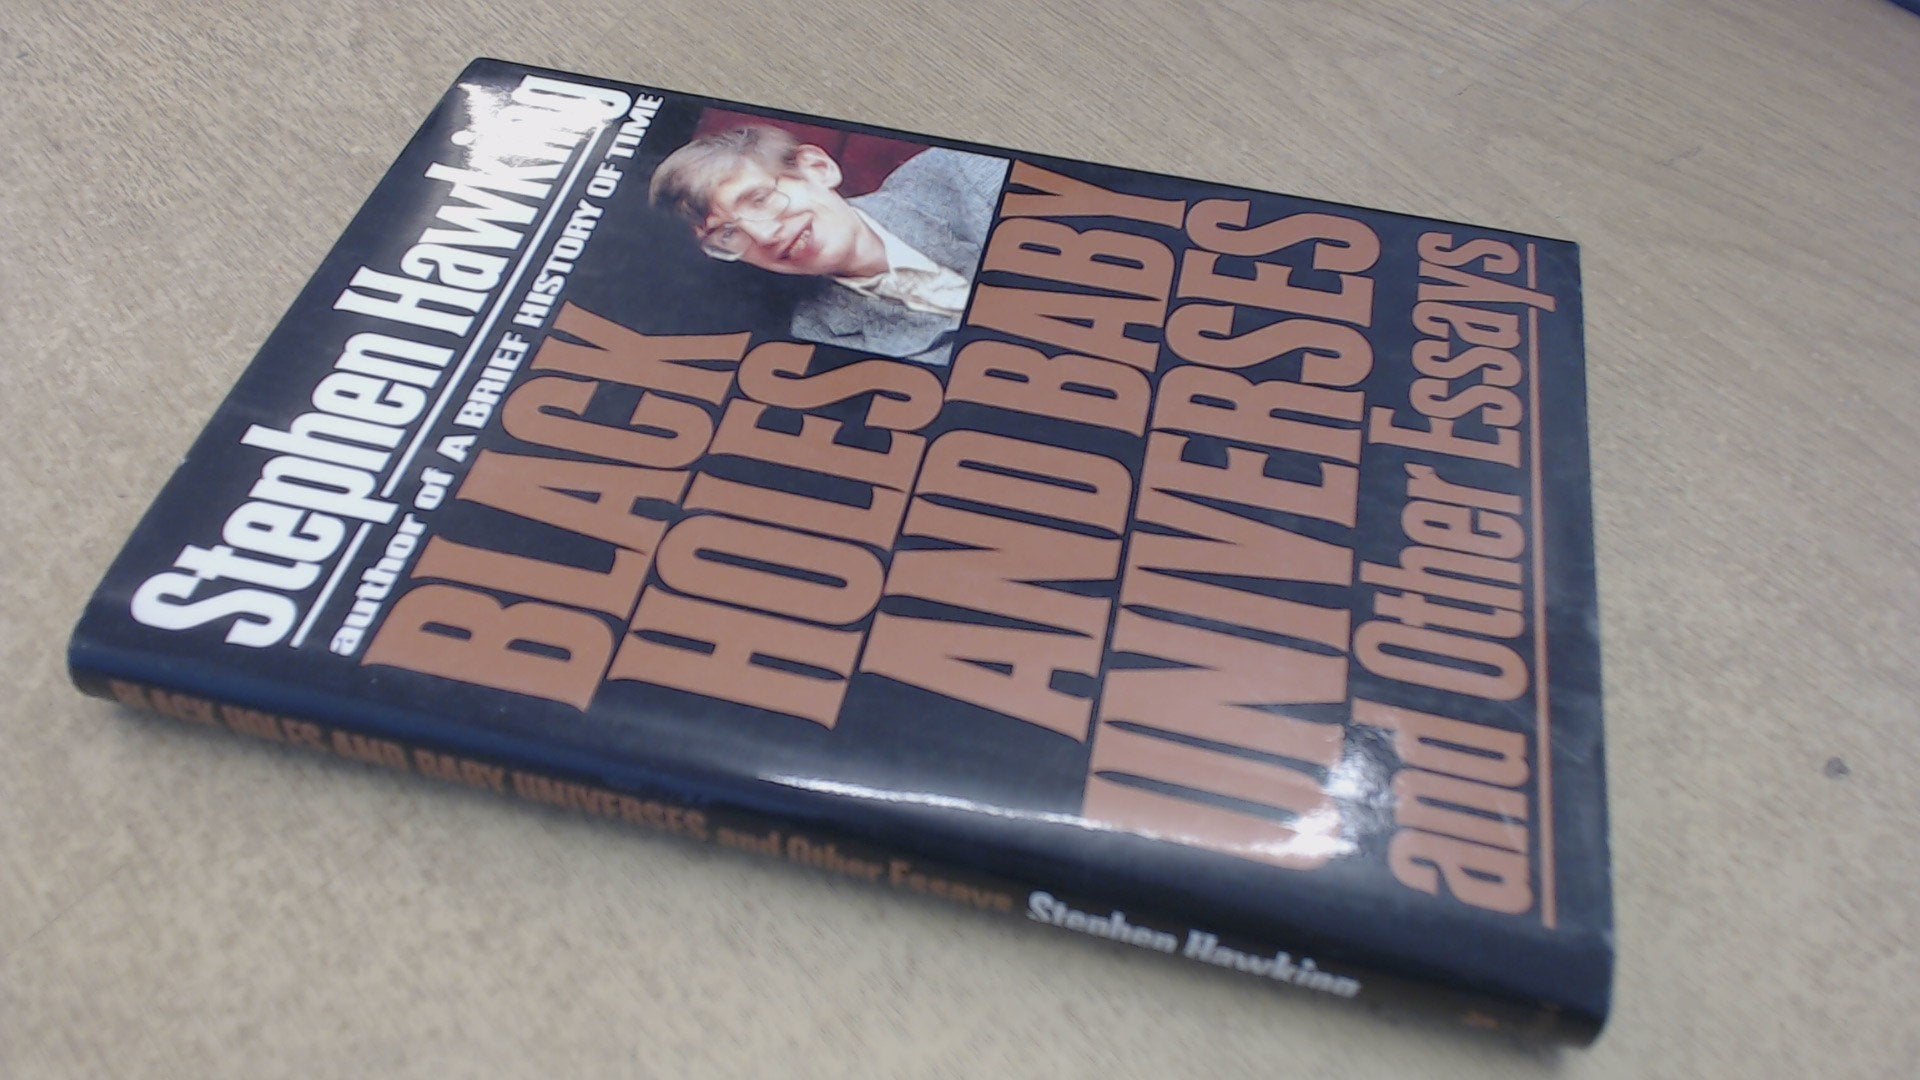 Stephen Hawking
author of A BRIEF HISTORY OF TIME
BLACK
HOLES
AND BABY
UNIVERSES
and Other Essays
BLACK HOLES AND BABY UNIVERSES and Other Essays Stephen Hawking